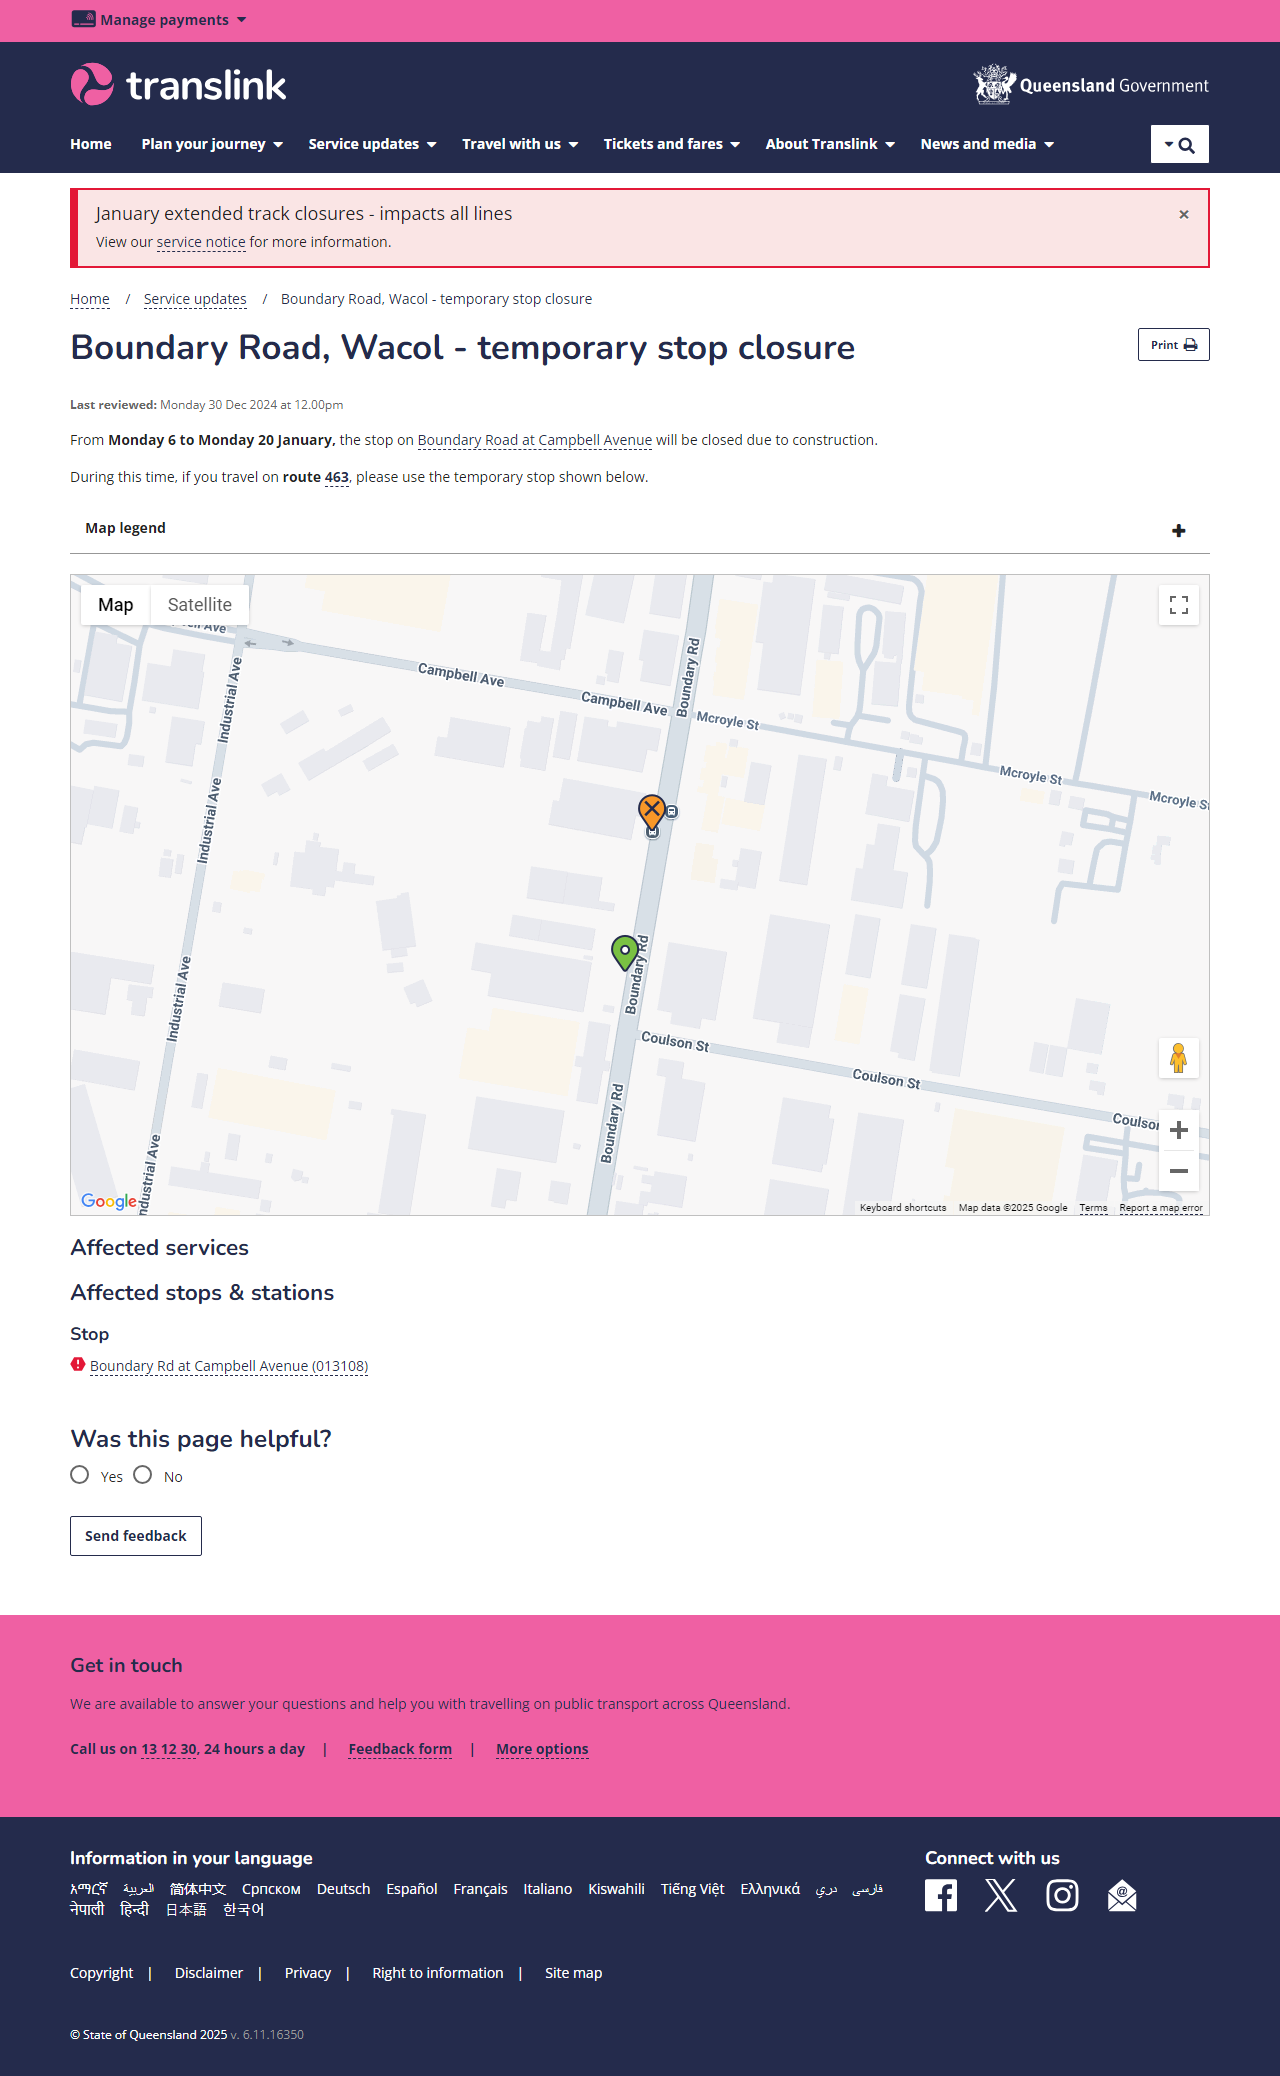 Manage payments
translink
Queensland Government
Home Plan your journey Service updates Travel with us Tickets and fares About Translink News and media
January extended track closures - impacts all lines ×
View our service notice for more information.
Home / Service updates / Boundary Road, Wacol - temporary stop closure
Boundary Road, Wacol - temporary stop closure
Print
Last reviewed: Monday 30 Dec 2024 at 12.00pm
From Monday 6 to Monday 20 January, the stop on Boundary Road at Campbell Avenue will be closed due to construction.
During this time, if you travel on route 463, please use the temporary stop shown below.
Map legend
Map Satellite
Ave
Campbell Ave
Campbell Ave
Boundary Rd
Mcroyle St
Mcroyle St
Mcroyle St
Industrial Ave
Industrial Ave
Industrial Ave
Industrial Ave
Boundary Rd
Boundary Rd
Coulson St
Coulson St
Coulson
Google
Keyboard shortcuts Map data ©2025 Google Terms Report a map error
Affected services
Affected stops & stations
Stop
Boundary Rd at Campbell Avenue (013108)
Was this page helpful?
Yes No
Send feedback
Get in touch
We are available to answer your questions and help you with travelling on public transport across Queensland.
Call us on 13 12 30, 24 hours a day | Feedback form | More options
Information in your language
አማርኛ العربية 简体中文 Српском Deutsch Español Français Italiano Kiswahili Tiếng Việt Ελληνικά دری فارسی
नेपाली हिन्दी 日本語 한국어
Connect with us
Copyright | Disclaimer | Privacy | Right to information | Site map
© State of Queensland 2025 v. 6.11.16350